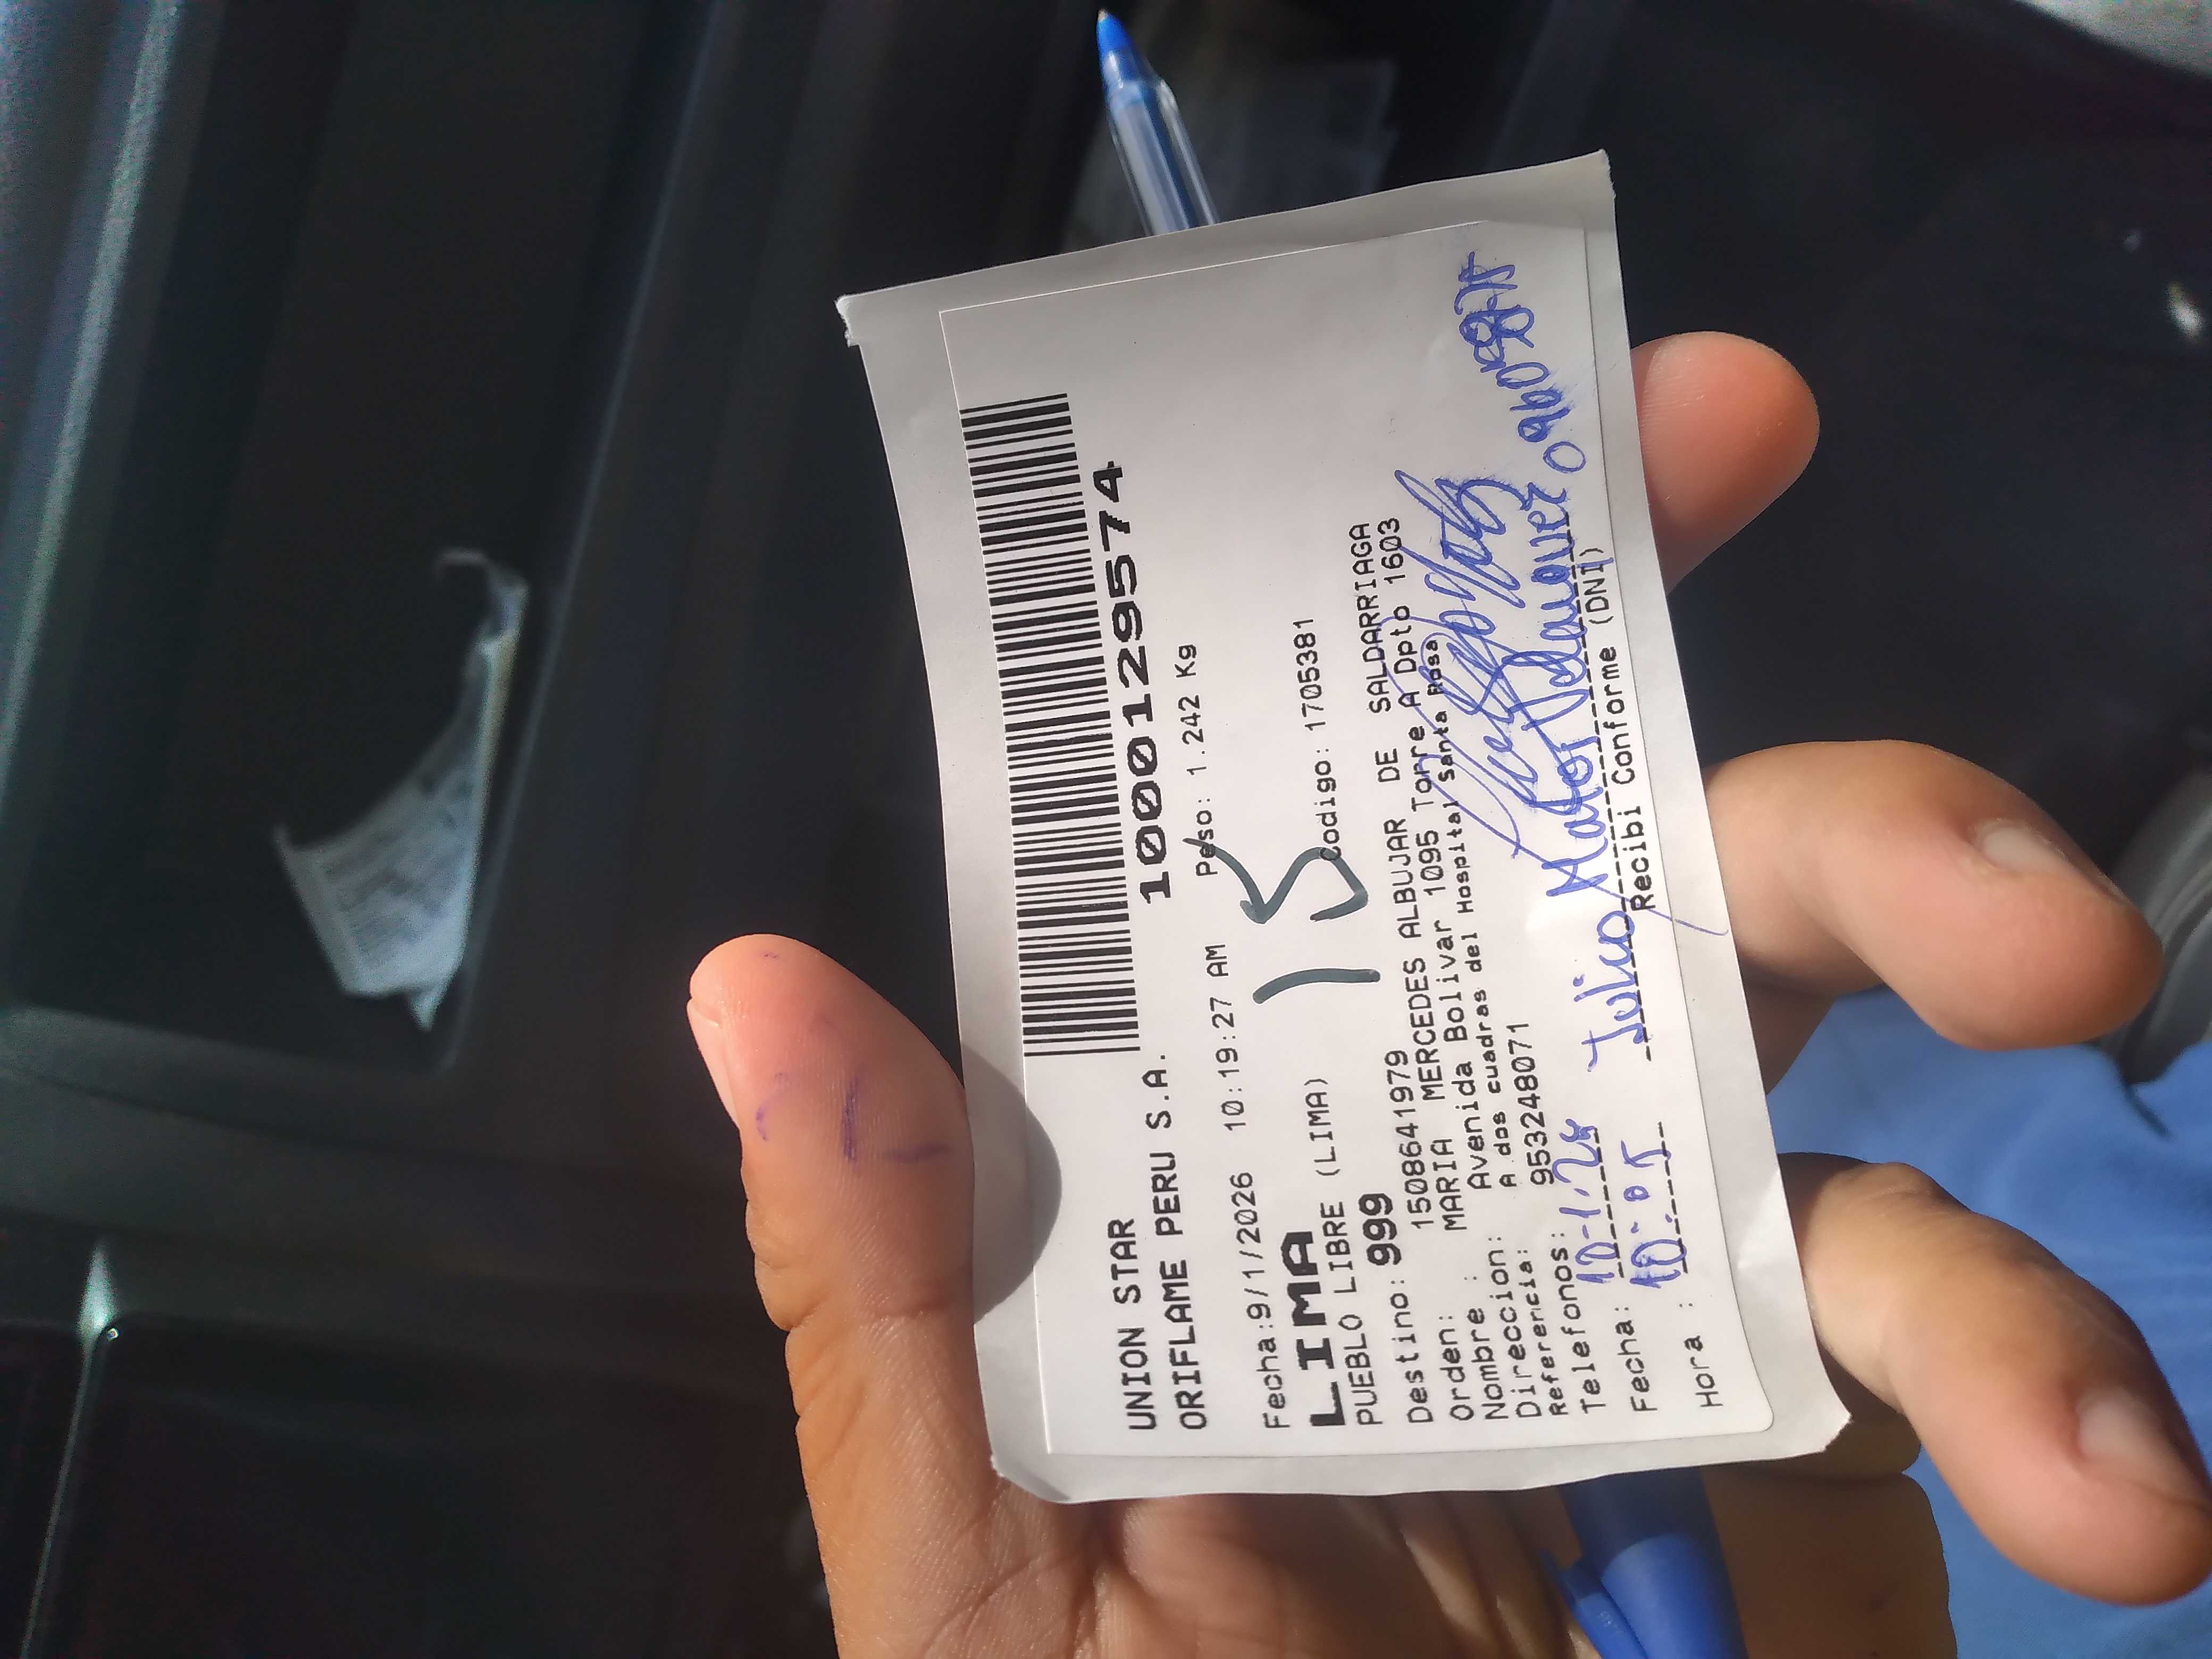 UNION STAR
ORIFLAME PERU S.A.
100012957 4
Fecha:9/1/2026 10:19:27 AM Peso: 1.242 Kg
LIMA
15
PUEBLO LIBRE (LIMA) Codigo: 1705381
Destino: 999
Orden: 1508641979
Nombre : MARIA MERCEDES ALBUJAR DE SALDARRIAGA
Direccion: Avenida Bolivar 1095 Torre A Dpto 1603
Referencia: A dos cuadras del Hospital Santa Rosa
Telefonos: 953248071
Fecha: 10-1-26 Julio
Hora : 10:05
Recibi Conforme (DNI)